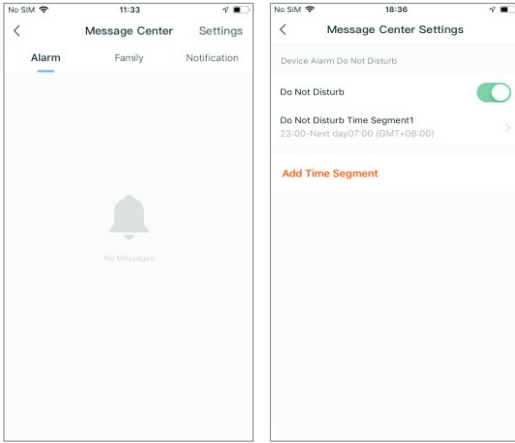 No SIM 11:33
Message Center Settings
Alarm Family Notification
No Messages
No SIM 18:36
Message Center Settings
Device Alarm Do Not Disturb
Do Not Disturb
Do Not Disturb Time Segment1
23:00-Next day07:00 (GMT+08:00)
Add Time Segment